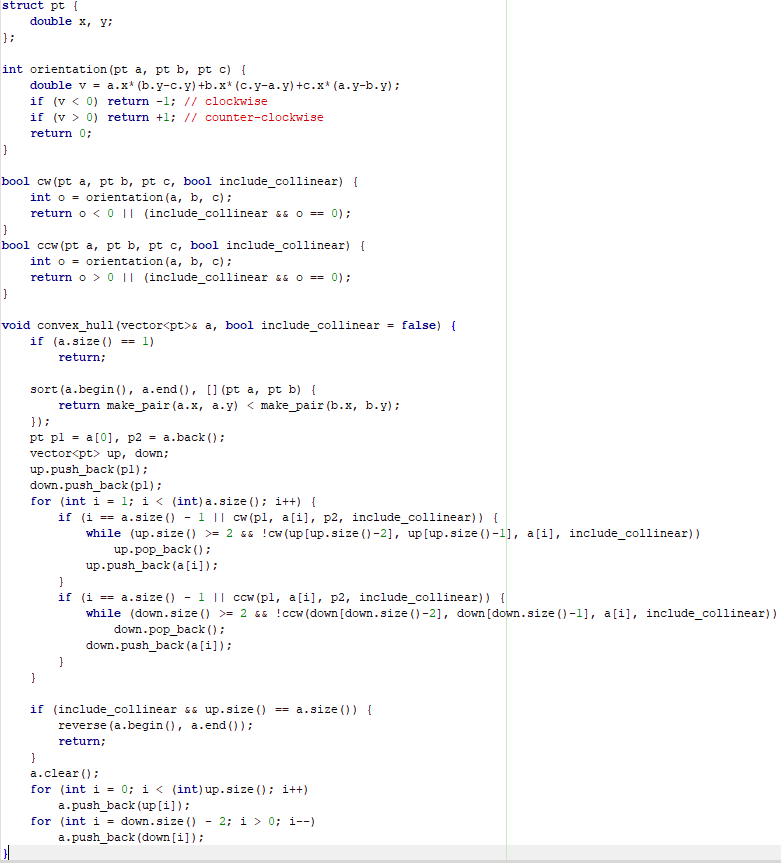 struct pt {
    double x, y;
};

int orientation(pt a, pt b, pt c) {
    double v = a.x*(b.y-c.y)+b.x*(c.y-a.y)+c.x*(a.y-b.y);
    if (v < 0) return -1; // clockwise
    if (v > 0) return +1; // counter-clockwise
    return 0;
}

bool cw(pt a, pt b, pt c, bool include_collinear) {
    int o = orientation(a, b, c);
    return o < 0 || (include_collinear && o == 0);
}
bool ccw(pt a, pt b, pt c, bool include_collinear) {
    int o = orientation(a, b, c);
    return o > 0 || (include_collinear && o == 0);
}

void convex_hull(vector<pt>& a, bool include_collinear = false) {
    if (a.size() == 1)
        return;

    sort(a.begin(), a.end(), [](pt a, pt b) {
        return make_pair(a.x, a.y) < make_pair(b.x, b.y);
    });
    pt p1 = a[0], p2 = a.back();
    vector<pt> up, down;
    up.push_back(p1);
    down.push_back(p1);
    for (int i = 1; i < (int)a.size(); i++) {
        if (i == a.size() - 1 || cw(p1, a[i], p2, include_collinear)) {
            while (up.size() >= 2 && !cw(up[up.size()-2], up[up.size()-1], a[i], include_collinear))
                up.pop_back();
            up.push_back(a[i]);
        }
        if (i == a.size() - 1 || ccw(p1, a[i], p2, include_collinear)) {
            while (down.size() >= 2 && !ccw(down[down.size()-2], down[down.size()-1], a[i], include_collinear))
                down.pop_back();
            down.push_back(a[i]);
        }
    }

    if (include_collinear && up.size() == a.size()) {
        reverse(a.begin(), a.end());
        return;
    }
    a.clear();
    for (int i = 0; i < (int)up.size(); i++)
        a.push_back(up[i]);
    for (int i = down.size() - 2; i > 0; i--)
        a.push_back(down[i]);
}